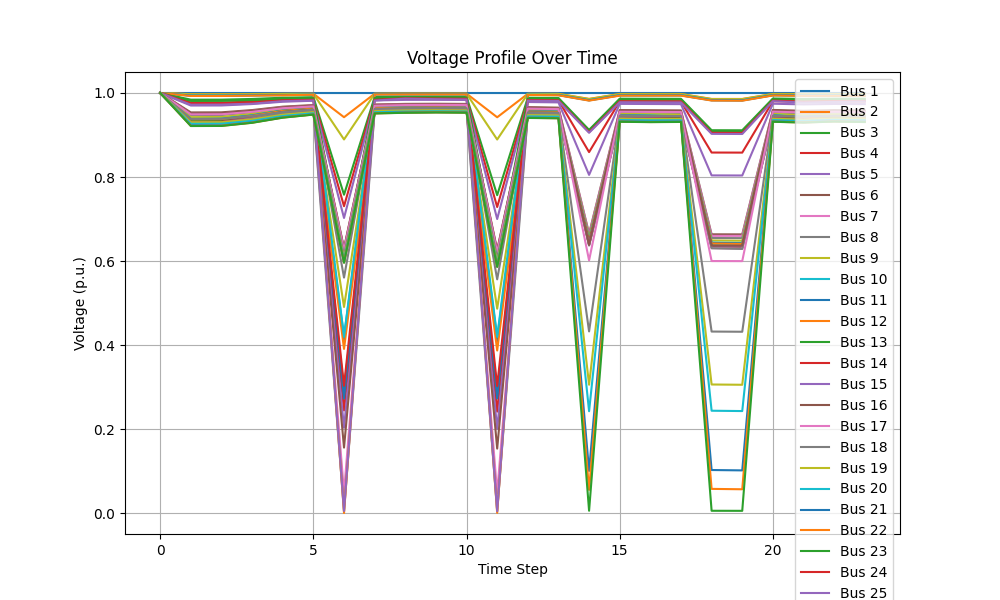 Voltage Profile Over Time
Voltage (p.u.)
1.0
0.8
0.6
0.4
0.2
0.0
0
5
10
15
20
Time Step
Bus 1
Bus 2
Bus 3
Bus 4
Bus 5
Bus 6
Bus 7
Bus 8
Bus 9
Bus 10
Bus 11
Bus 12
Bus 13
Bus 14
Bus 15
Bus 16
Bus 17
Bus 18
Bus 19
Bus 20
Bus 21
Bus 22
Bus 23
Bus 24
Bus 25